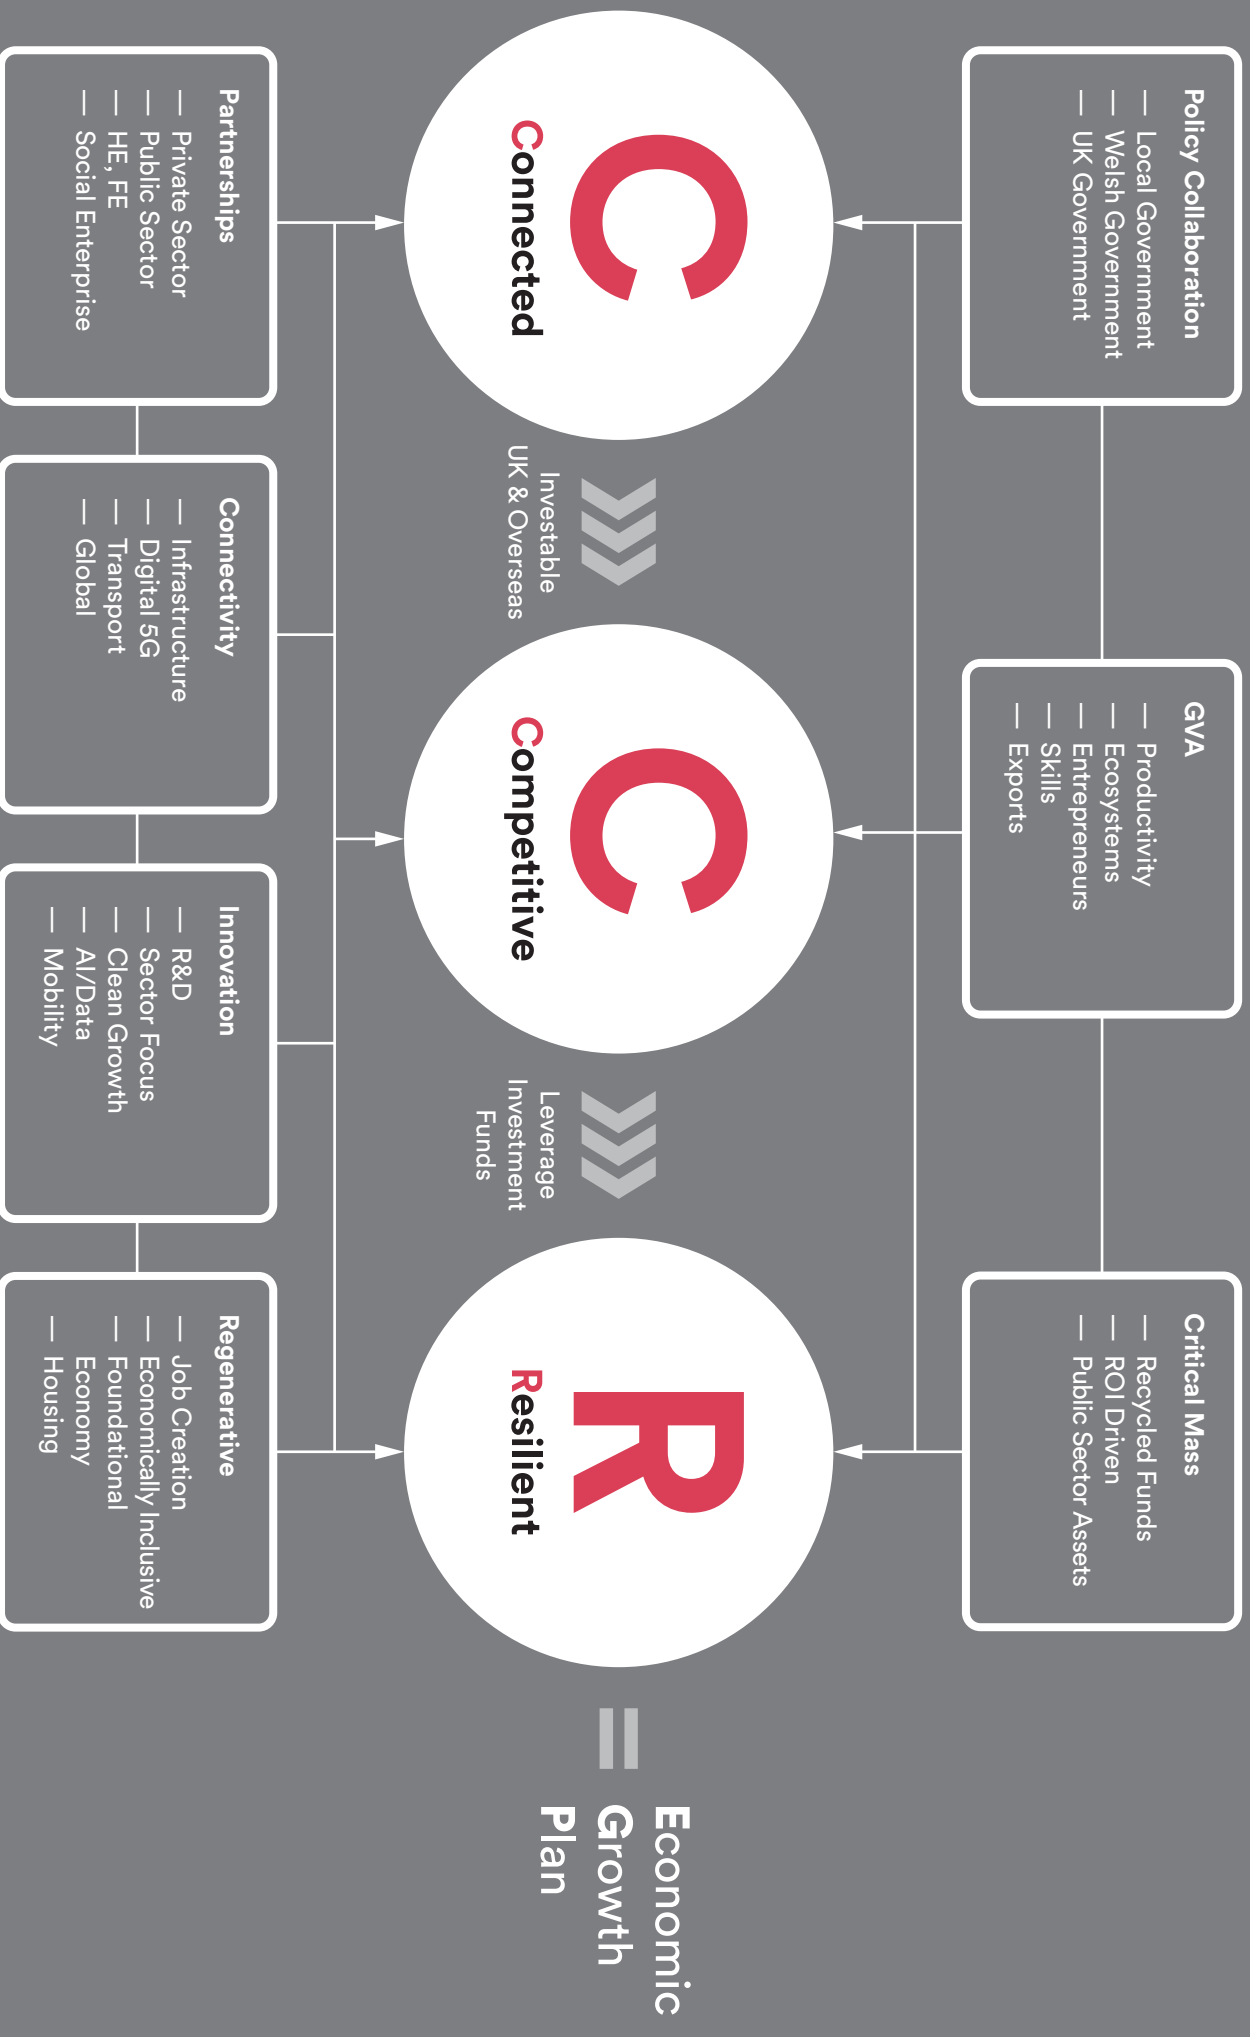 Policy Collaboration
— Local Government
— Welsh Government
— UK Government
GVA
— Productivity
— Ecosystems
— Entrepreneurs
— Skills
— Exports
Critical Mass
— Recycled Funds
— ROI Driven
— Public Sector Assets
C
Connected
Investable
UK & Overseas
C
Competitive
Leverage
Investment
Funds
R
Resilient
=
Economic
Growth
Plan
Partnerships
— Private Sector
— Public Sector
— HE, FE
— Social Enterprise
Connectivity
— Infrastructure
— Digital 5G
— Transport
— Global
Innovation
— R&D
— Sector Focus
— Clean Growth
— AI/Data
— Mobility
Regenerative
— Job Creation
— Economically Inclusive
— Foundational
Economy
— Housing